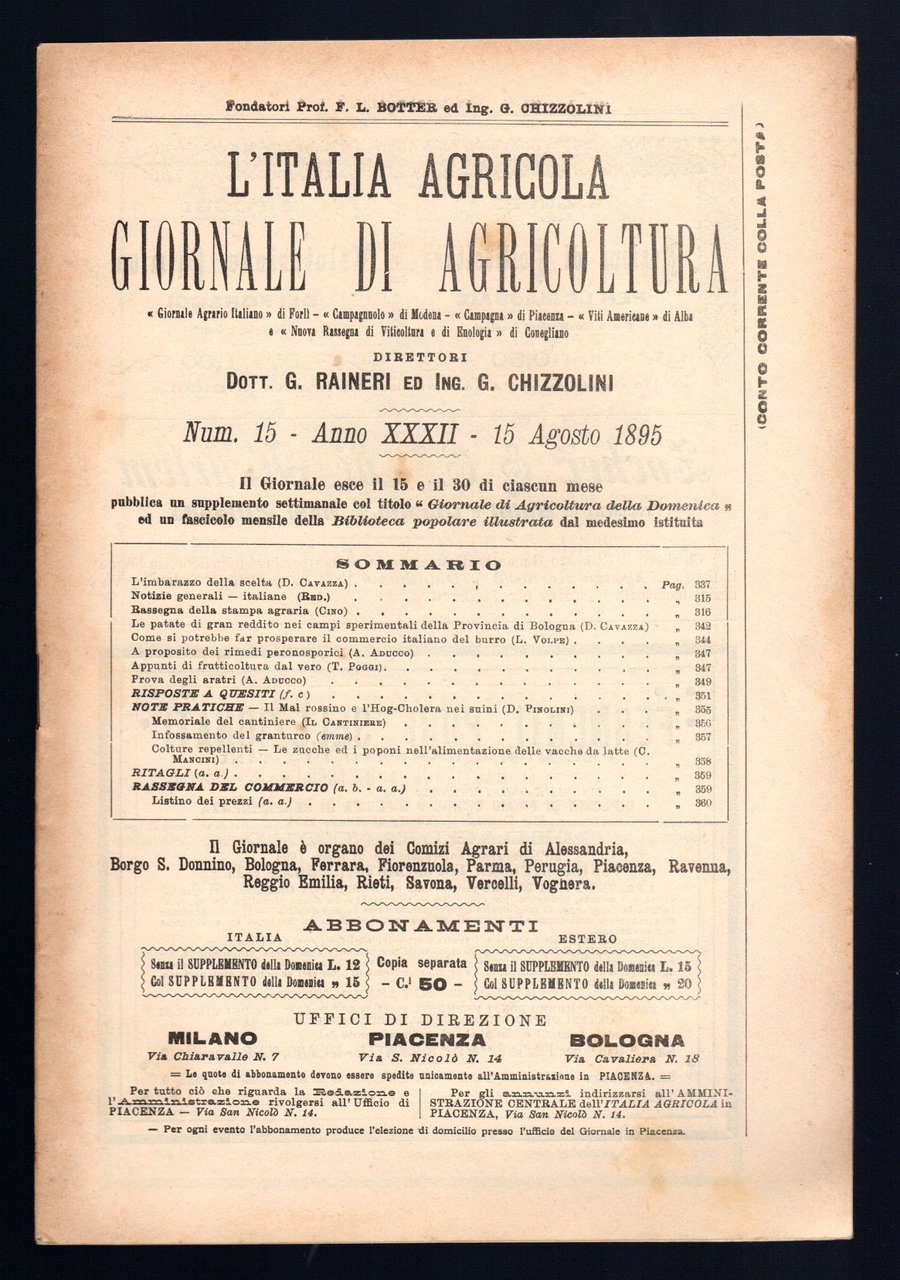 Fondatori Prof. F. L. BOTTER ed Ing. G. CHIZZOLINI
L'ITALIA AGRICOLA
GIORNALE DI AGRICOLTURA
« Giornale Agrario Italiano » di Forlì – « Campagnuolo » di Modena – « Campagna » di Piacenza – « Viti Americane » di Alba
e « Nuova Rassegna di Viticoltura e di Enologia » di Conegliano
DIRETTORI
DOTT. G. RAINERI ED ING. G. CHIZZOLINI
Num. 15 - Anno XXXII - 15 Agosto 1895
Il Giornale esce il 15 e il 30 di ciascun mese
pubblica un supplemento settimanale col titolo “ Giornale di Agricoltura della Domenica „
ed un fascicolo mensile della Biblioteca popolare illustrata dal medesimo istituita
SOMMARIO
L'imbarazzo della scelta (D. CAVAZZA) . . . . . . . . . . . . . Pag. 337
Notizie generali — italiane (RED.) . . . . . . . . . . . . . „ 315
Rassegna della stampa agraria (CINO) . . . . . . . . . . . . . „ 316
Le patate di gran reddito nei campi sperimentali della Provincia di Bologna (D. CAVAZZA) „ 342
Come si potrebbe far prosperare il commercio italiano del burro (L. VOLPE) . . . . „ 344
A proposito dei rimedi peronosporici (A. ADUCCO) . . . . . . . . . . „ 347
Appunti di frutticoltura dal vero (T. POGGI). . . . . . . . . . . . „ 347
Prova degli aratri (A. ADUCCO) . . . . . . . . . . . . . . „ 349
RISPOSTE A QUESITI (f. c) . . . . . . . . . . . . . . „ 351
NOTE PRATICHE — Il Mal rossino e l'Hog-Cholera nei suini (D. PINOLINI) . . . . „ 355
Memoriale del cantiniere (IL CANTINIERE) . . . . . . . . . . . „ 356
Infossamento del granturco (emme) . . . . . . . . . . . . . „ 357
Colture repellenti — Le zucche ed i poponi nell'alimentazione delle vacche da latte (C.
MANCINI) . . . . . . . . . . . . . . . . . „ 358
RITAGLI (a. a.) . . . . . . . . . . . . . . . . . „ 359
RASSEGNA DEL COMMERCIO (a. b. - a. a.) . . . . . . . . . . „ 359
Listino dei prezzi (a. a.) . . . . . . . . . . . . . . „ 360
Il Giornale è organo dei Comizi Agrari di Alessandria,
Borgo S. Donnino, Bologna, Ferrara, Fiorenzuola, Parma, Perugia, Piacenza, Ravenna,
Reggio Emilia, Rieti, Savona, Vercelli, Voghera.
ABBONAMENTI
ITALIA
Senza il SUPPLEMENTO della Domenica L. 12
Col SUPPLEMENTO della Domenica „ 15
Copia separata
– C.i 50 –
ESTERO
Senza il SUPPLEMENTO della Domenica L. 15
Col SUPPLEMENTO della Domenica „ 20
UFFICI DI DIREZIONE
MILANO
Via Chiaravalle N. 7
PIACENZA
Via S. Nicolò N. 14
BOLOGNA
Via Cavaliera N. 18
= Le quote di abbonamento devono essere spedite unicamente all'Amministrazione in PIACENZA. =
Per tutto ciò che riguarda la Redazione e
l'Amministrazione rivolgersi all'Ufficio di
PIACENZA — Via San Nicolò N. 14.
Per gli annunzi indirizzarsi all'AMMINI-
STRAZIONE CENTRALE dell'ITALIA AGRICOLA in
PIACENZA, Via San Nicolò N. 14.
— Per ogni evento l'abbonamento produce l'elezione di domicilio presso l'ufficio del Giornale in Piacenza.
(CONTO CORRENTE COLLA POSTA)